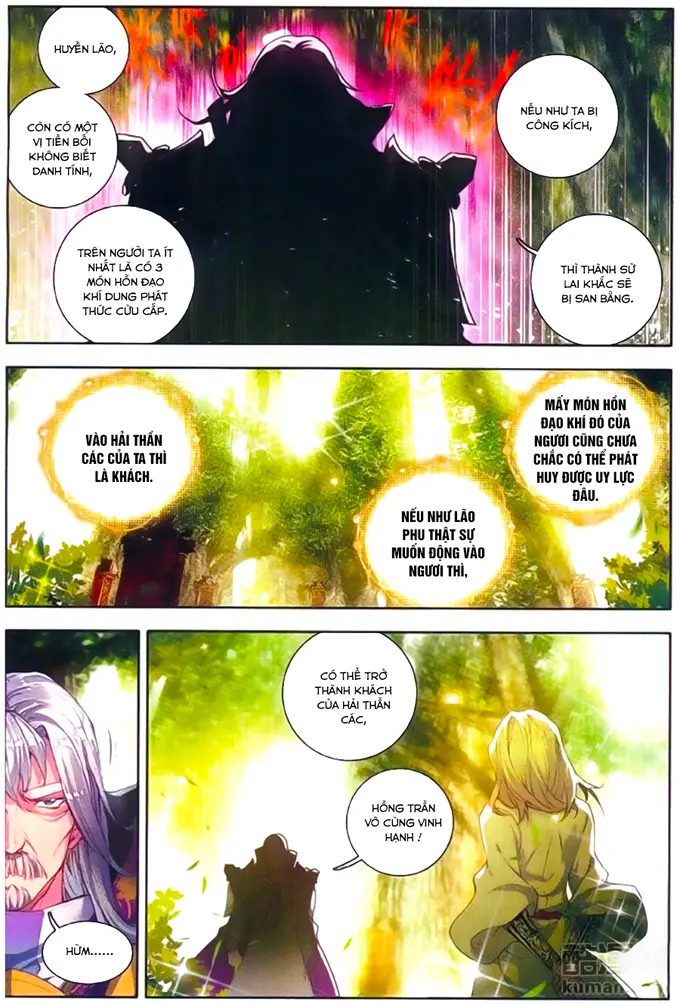 HUYỀN LÃO,
CÒN CÓ MỘT
VỊ TIỀN BỐI
KHÔNG BIẾT
DANH TÍNH,
TRÊN NGƯỜI TA ÍT
NHẤT LÀ CÓ 3
MÓN HỒN ĐẠO
KHÍ DUNG PHÁT
THỨC CỬU CẤP.
NẾU NHƯ TA BỊ
CÔNG KÍCH,
THÌ THÀNH SỬ
LAI KHẮC SẼ
BỊ SAN BẰNG.
VÀO HẢI THẦN
CÁC CỦA TA THÌ
LÀ KHÁCH.
NẾU NHƯ LÃO
PHU THẬT SỰ
MUỐN ĐỘNG VÀO
NGƯƠI THÌ,
MẤY MÓN HỒN
ĐẠO KHÍ ĐÓ CỦA
NGƯƠI CŨNG CHƯA
CHẮC CÓ THỂ PHÁT
HUY ĐƯỢC UY LỰC
ĐÂU.
HỪM......
CÓ THỂ TRỞ
THÀNH KHÁCH
CỦA HẢI THẦN
CÁC,
HỒNG TRẦN
VÔ CÙNG VINH
HẠNH !
kuman